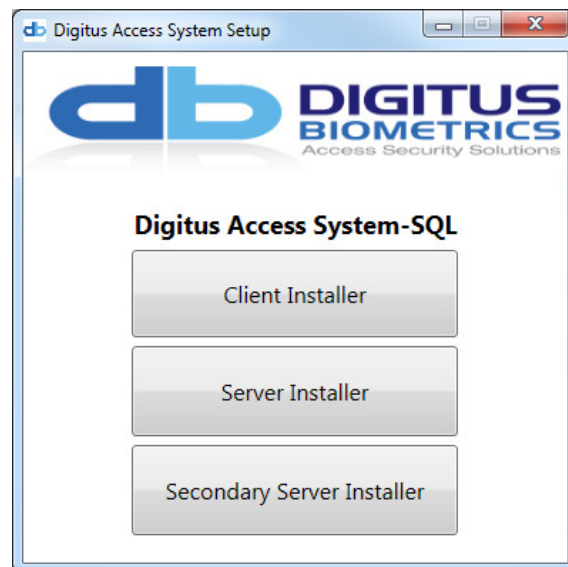 Digitus Access System Setup
db DIGITUS
BIOMETRICS
Access Security Solutions
Digitus Access System-SQL
Client Installer
Server Installer
Secondary Server Installer